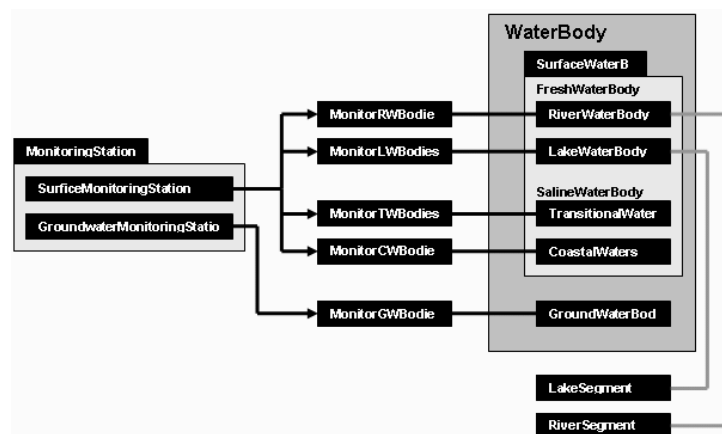 WaterBody
SurfaceWaterB
FreshWaterBody
MonitorRWBodie
RiverWaterBody
MonitoringStation
MonitorLWBodies
LakeWaterBody
SurficeMonitoringStation
SalineWaterBody
MonitorTWBodies
TransitionalWater
GroundwaterMonitoringStatio
MonitorCWBodie
CoastalWaters
MonitorGWBodie
GroundWaterBod
LakeSegment
RiverSegment